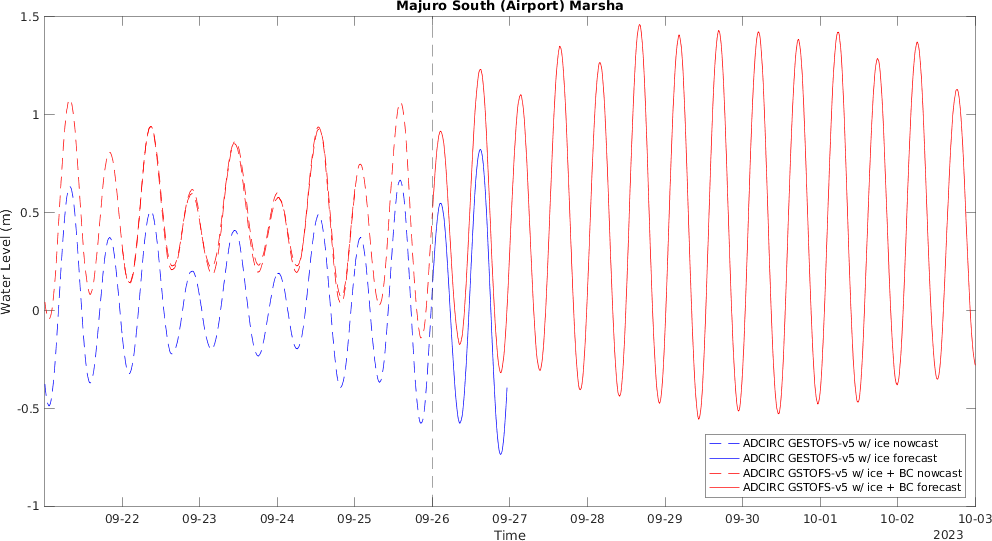 Majuro South (Airport) Marsha
Water Level (m)
1.5
1
0.5
0
-0.5
-1
09-22 09-23 09-24 09-25 09-26 09-27 09-28 09-29 09-30 10-01 10-02 10-03
Time
2023
ADCIRC GESTOFS-v5 w/ ice nowcast
ADCIRC GESTOFS-v5 w/ ice forecast
ADCIRC GSTOFS-v5 w/ ice + BC nowcast
ADCIRC GSTOFS-v5 w/ ice + BC forecast